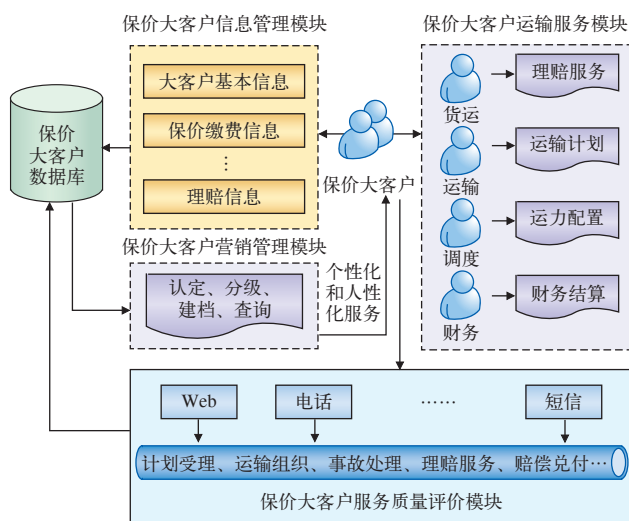 保价大客户信息管理模块
保价大客户运输服务模块
大客户基本信息
保价缴费信息
⋮
理赔信息
保价
大客户
数据库
保价大客户
货运
理赔服务
运输
运输计划
调度
运力配置
财务
财务结算
保价大客户营销管理模块
认定、分级、
建档、查询
个性化
和人性
化服务
Web
电话
……
短信
计划受理、运输组织、事故处理、理赔服务、赔偿兑付…
保价大客户服务质量评价模块